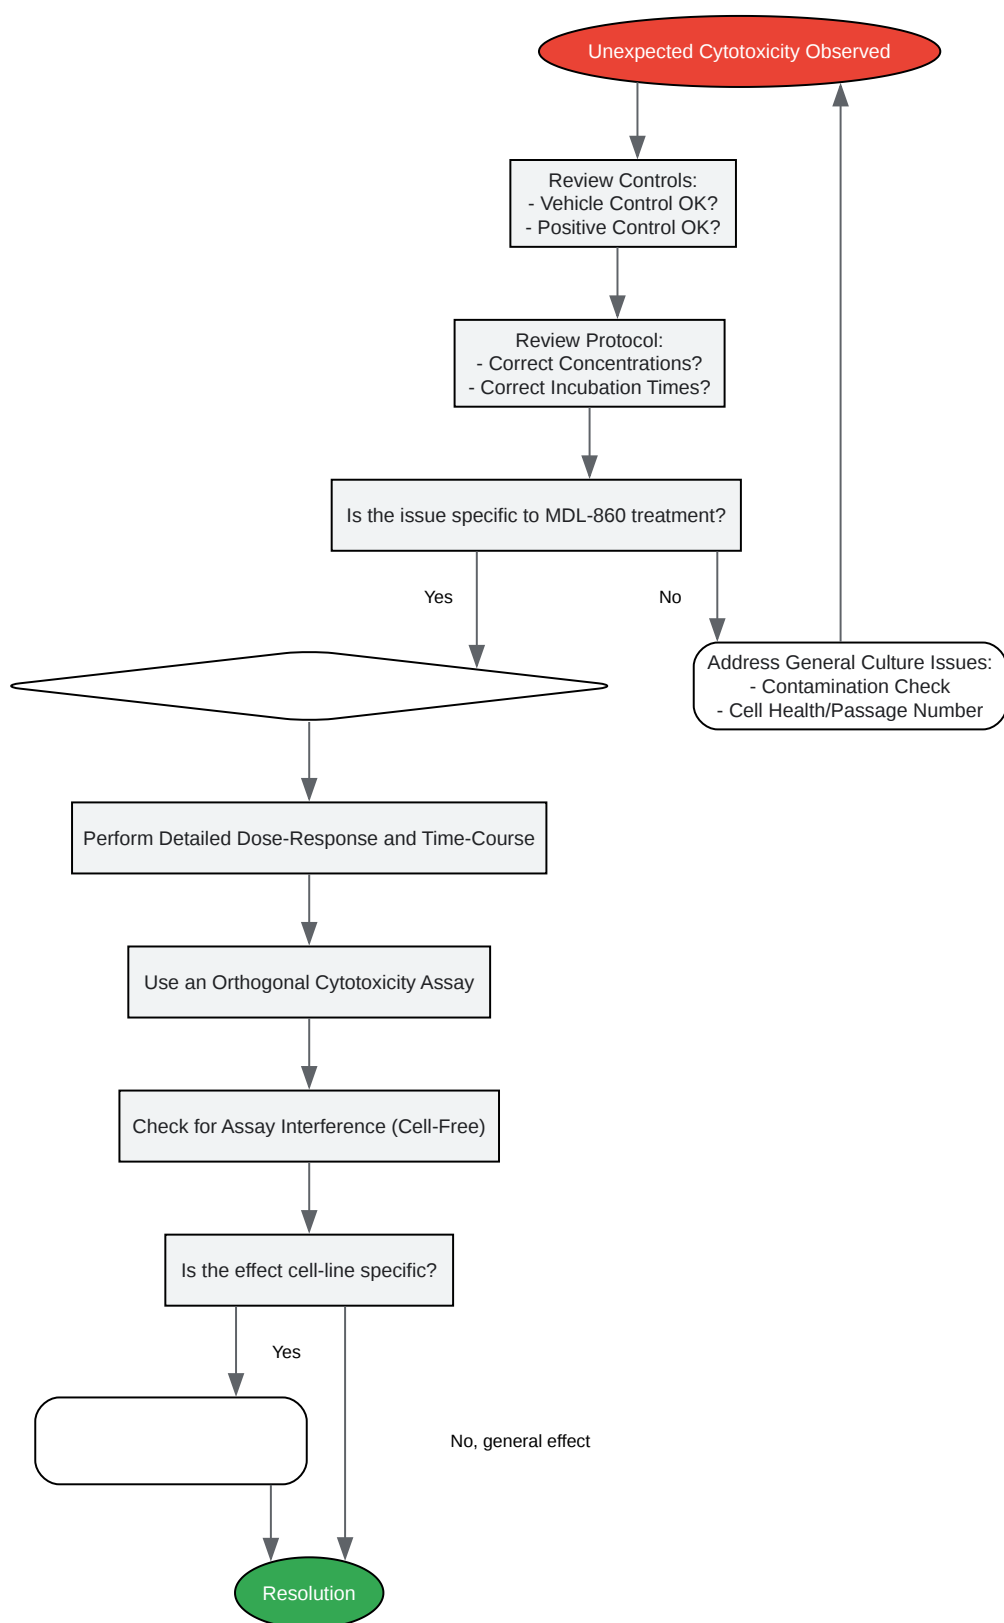 Unexpected Cytotoxicity Observed
Review Controls:
- Vehicle Control OK?
- Positive Control OK?
Review Protocol:
- Correct Concentrations?
- Correct Incubation Times?
Is the issue specific to MDL-860 treatment?
Yes
No
Address General Culture Issues:
- Contamination Check
- Cell Health/Passage Number
Perform Detailed Dose-Response and Time-Course
Use an Orthogonal Cytotoxicity Assay
Check for Assay Interference (Cell-Free)
Is the effect cell-line specific?
Yes
No, general effect
Resolution